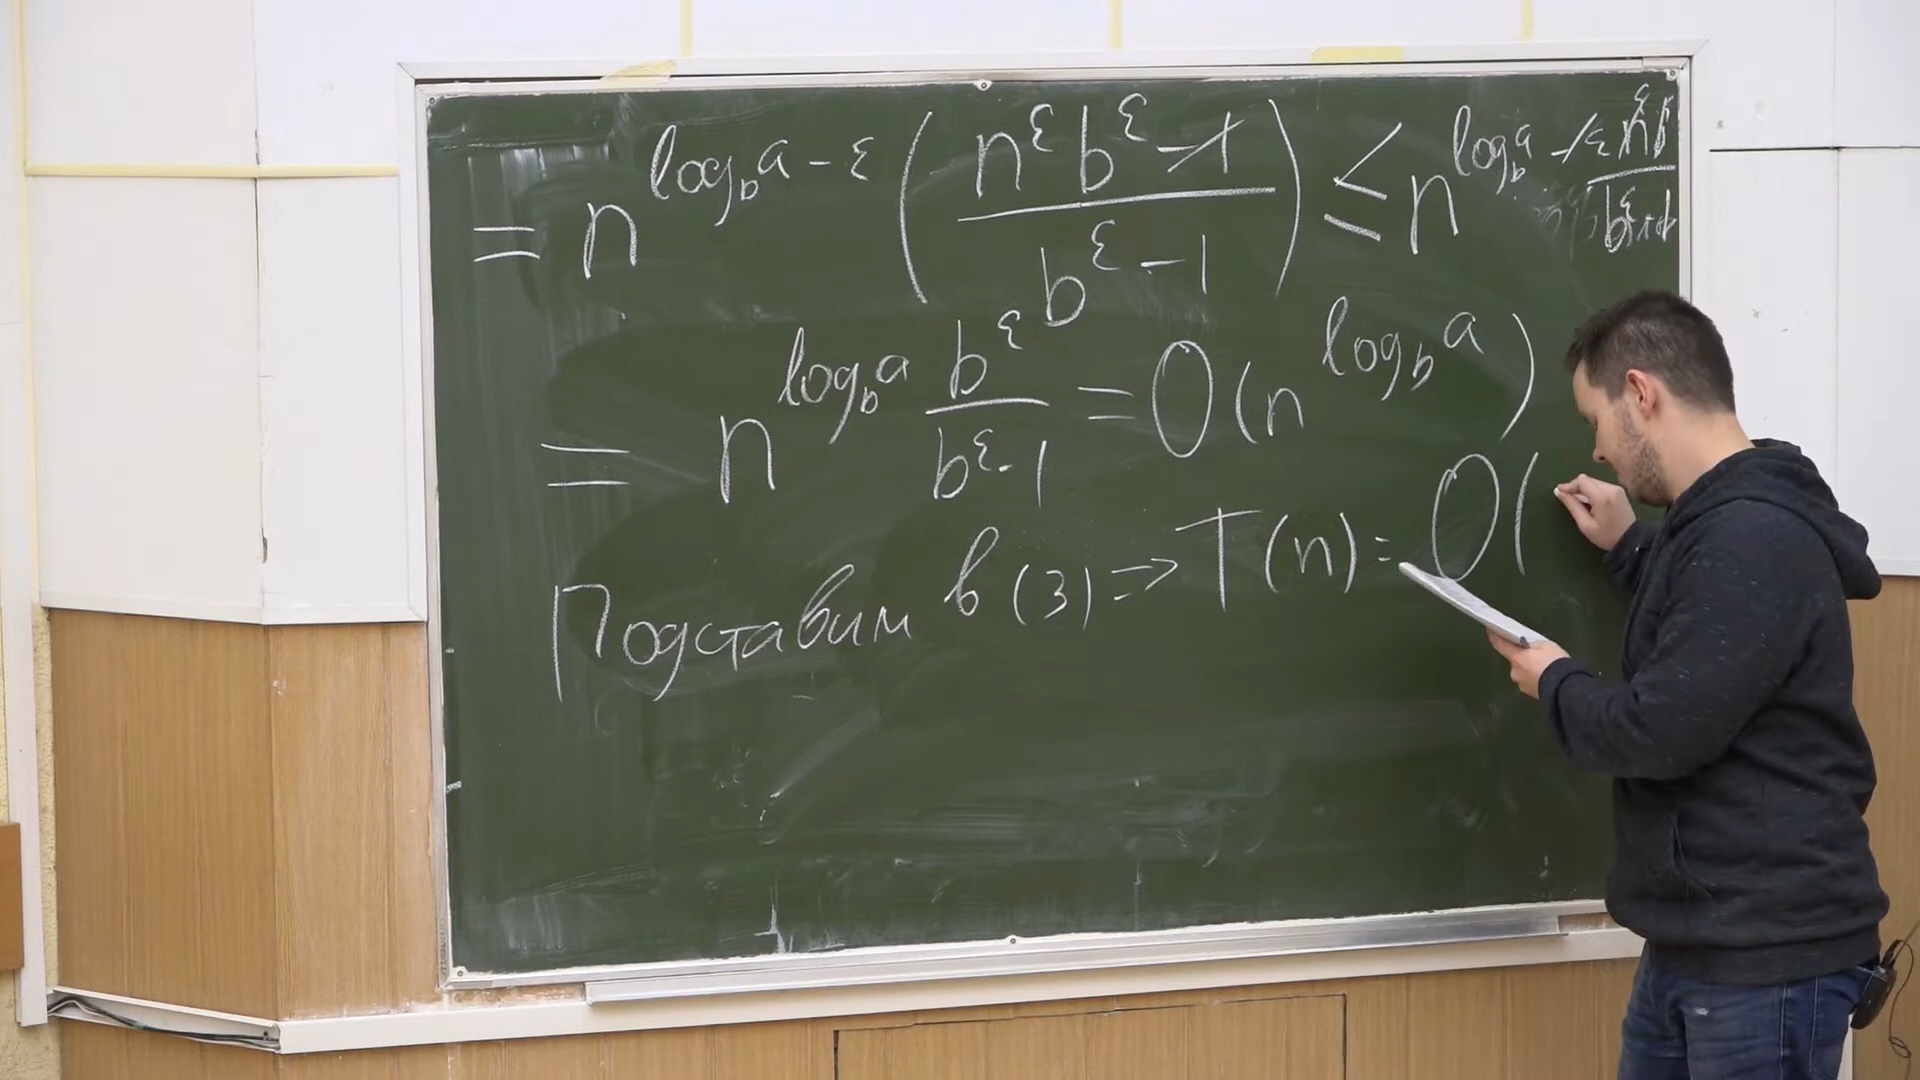 = n^{log_b a - ε} ( (n^ε b^ε - 1) / (b^ε - 1) ) ≤ n^{log_b a}
= n^{log_b a} b^ε / (b^ε - 1) = O(n^{log_b a})
Подставим в (3) => T(n) = O(